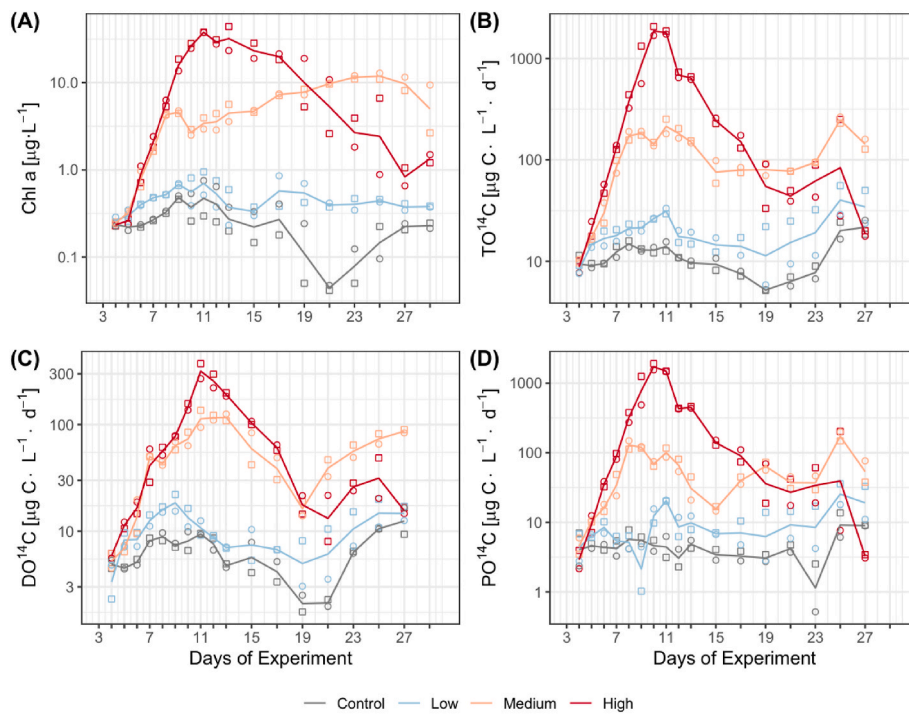 (A)
Chl a [µg·L⁻¹]
10.0
1.0
0.1
3 7 11 15 19 23 27
(B)
TO¹⁴C [µg C · L⁻¹ · d⁻¹]
1000
100
10
3 7 11 15 19 23 27
(C)
DO¹⁴C [µg C · L⁻¹ · d⁻¹]
300
100
30
10
3
3 7 11 15 19 23 27
Days of Experiment
(D)
PO¹⁴C [µg C · L⁻¹ · d⁻¹]
1000
100
10
1
3 7 11 15 19 23 27
Days of Experiment
Control Low Medium High